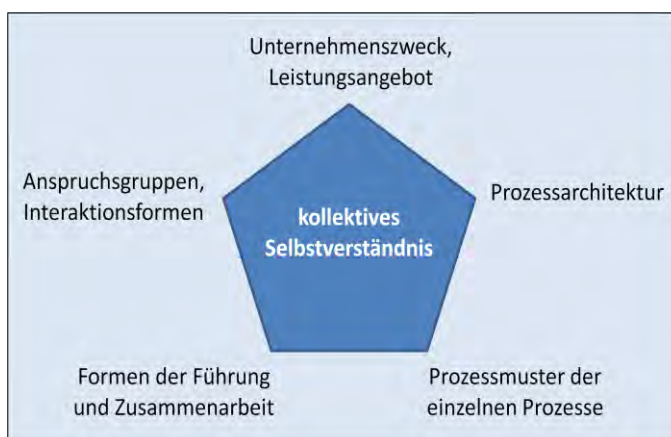 Unternehmenszweck,
Leistungsangebot
Anspruchsgruppen,
Interaktionsformen
Prozessarchitektur
kollektives
Selbstverständnis
Formen der Führung
und Zusammenarbeit
Prozessmuster der
einzelnen Prozesse